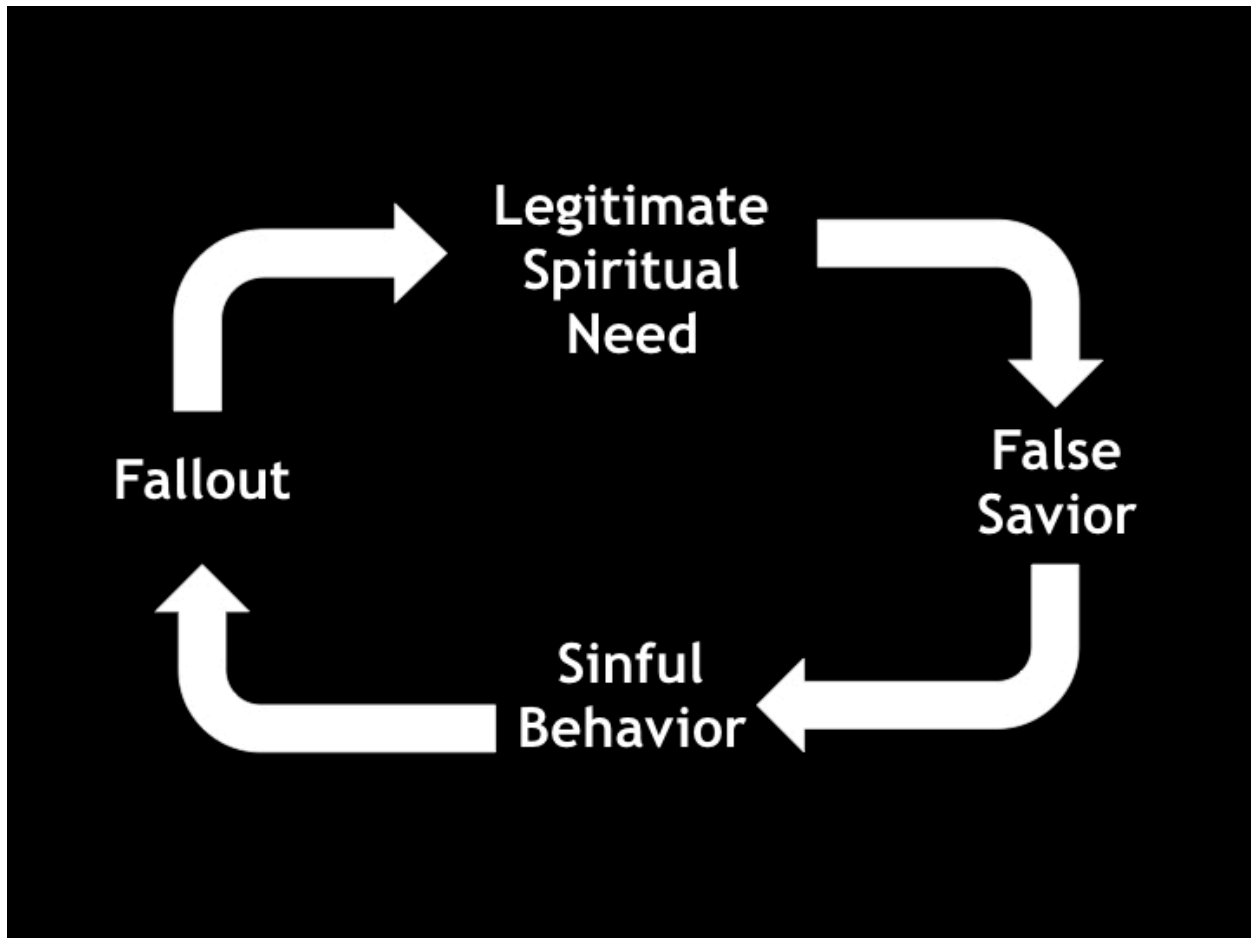 Legitimate
Spiritual
Need
False
Savior
Sinful
Behavior
Fallout